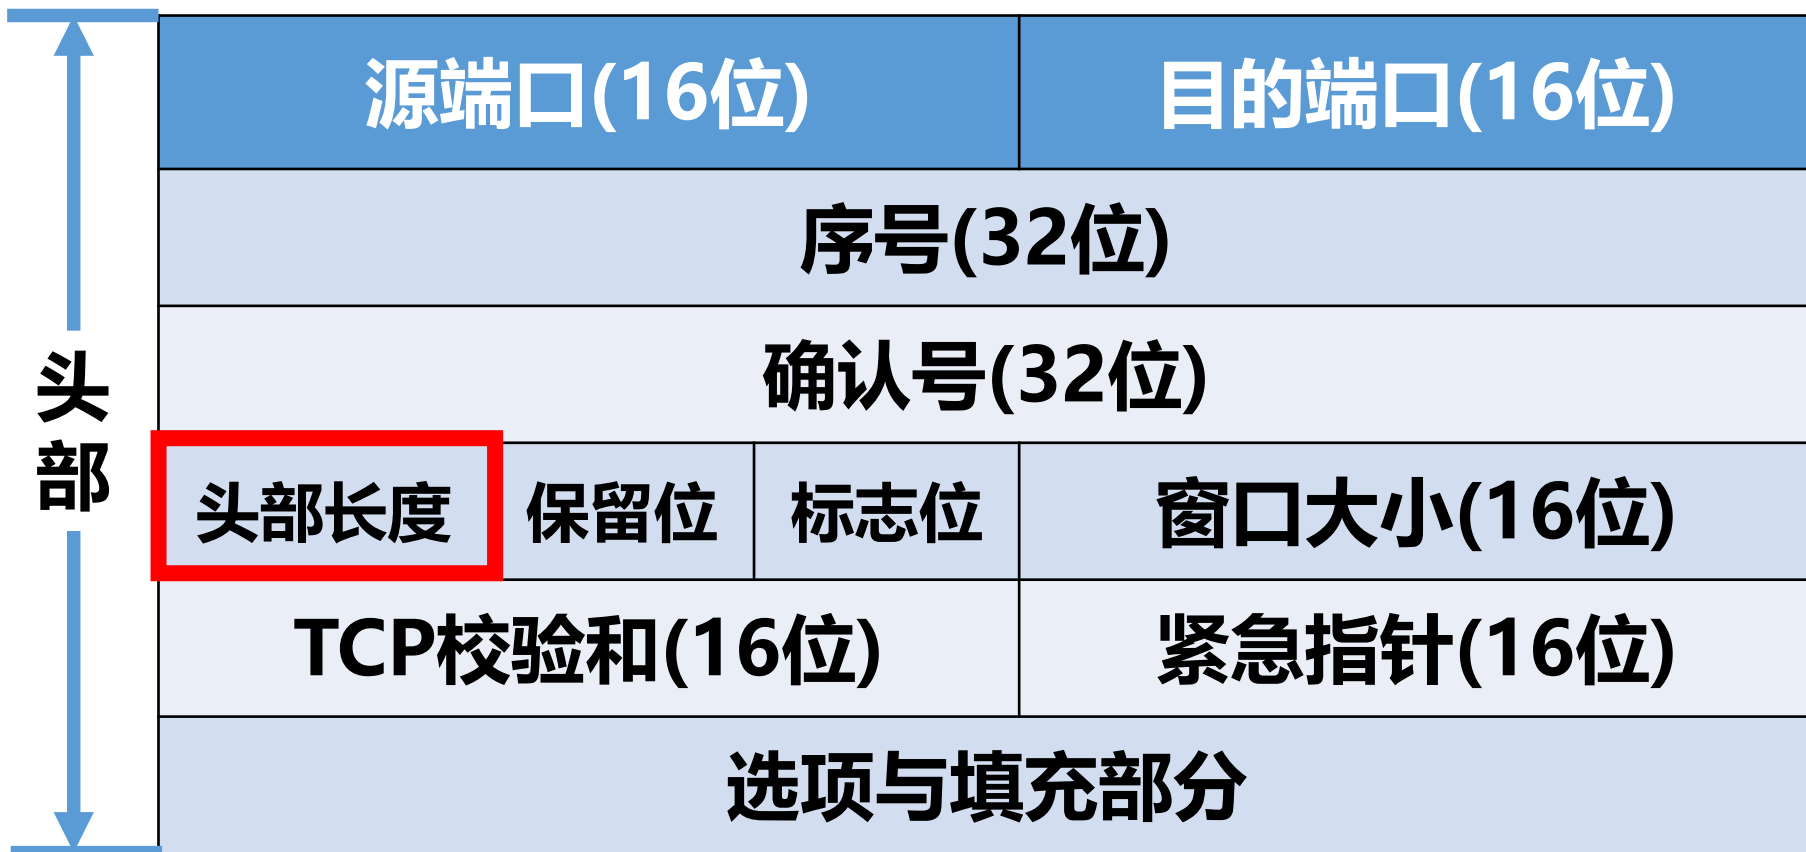 源端口(16位) 目的端口(16位)
序号(32位)
确认号(32位)
头部
头部长度 保留位 标志位 窗口大小(16位)
TCP校验和(16位) 紧急指针(16位)
选项与填充部分